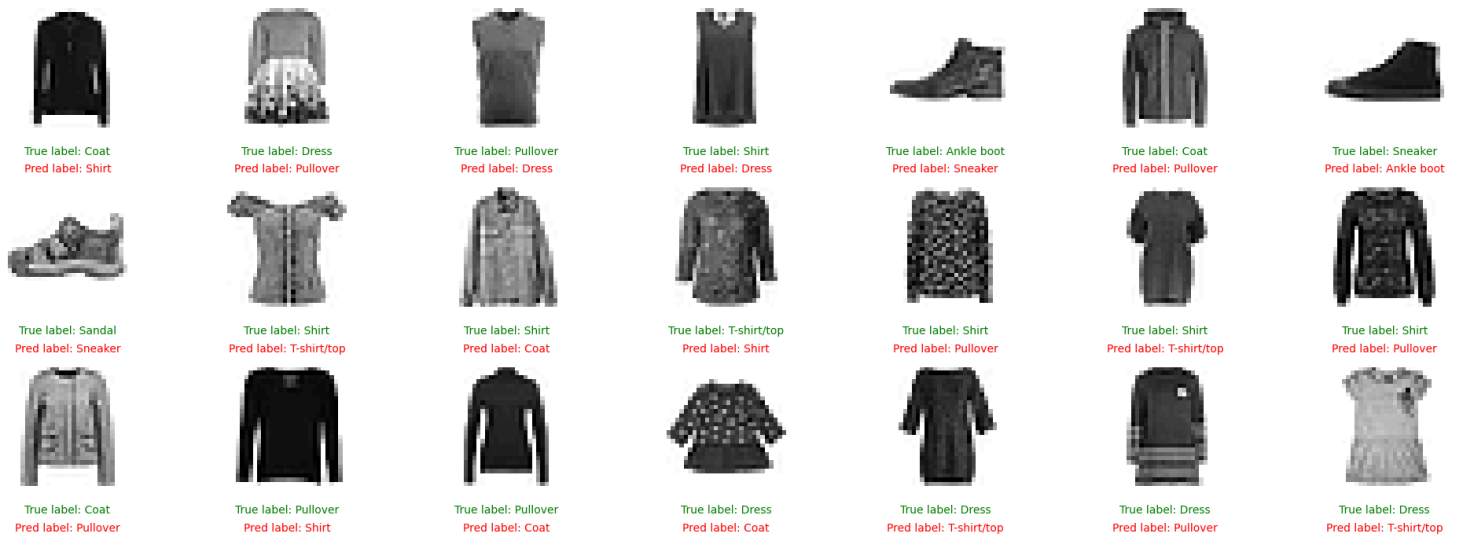 True label: Coat
Pred label: Shirt
True label: Dress
Pred label: Pullover
True label: Pullover
Pred label: Dress
True label: Shirt
Pred label: Dress
True label: Ankle boot
Pred label: Sneaker
True label: Coat
Pred label: Pullover
True label: Sneaker
Pred label: Ankle boot
True label: Sandal
Pred label: Sneaker
True label: Shirt
Pred label: T-shirt/top
True label: Shirt
Pred label: Coat
True label: T-shirt/top
Pred label: Shirt
True label: Shirt
Pred label: Pullover
True label: Shirt
Pred label: T-shirt/top
True label: Shirt
Pred label: Pullover
True label: Coat
Pred label: Pullover
True label: Pullover
Pred label: Shirt
True label: Pullover
Pred label: Coat
True label: Dress
Pred label: Coat
True label: Dress
Pred label: T-shirt/top
True label: Dress
Pred label: Pullover
True label: Dress
Pred label: T-shirt/top